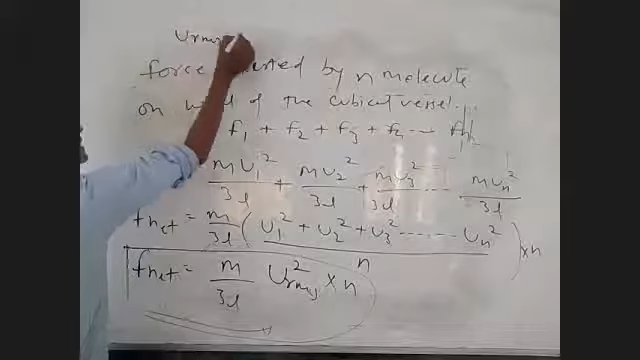 Urms
force exerted by n molecule
on wall of the cubical vessel.
f₁ + f₂ + f₃ + f₄ ---- fn
mU₁²/3l + mU₂²/3l + mU₃²/3l ---- mUn²/3l
fnet = m/3l (U₁² + U₂² + U₃² ------ Un²)/n × n
fnet = m/3l U²rms × n